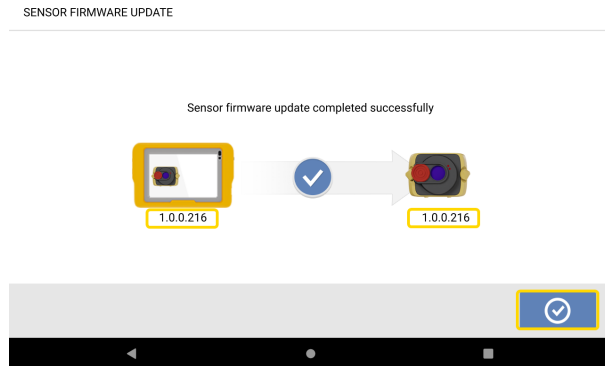 SENSOR FIRMWARE UPDATE
Sensor firmware update completed successfully
1.0.0.216
1.0.0.216